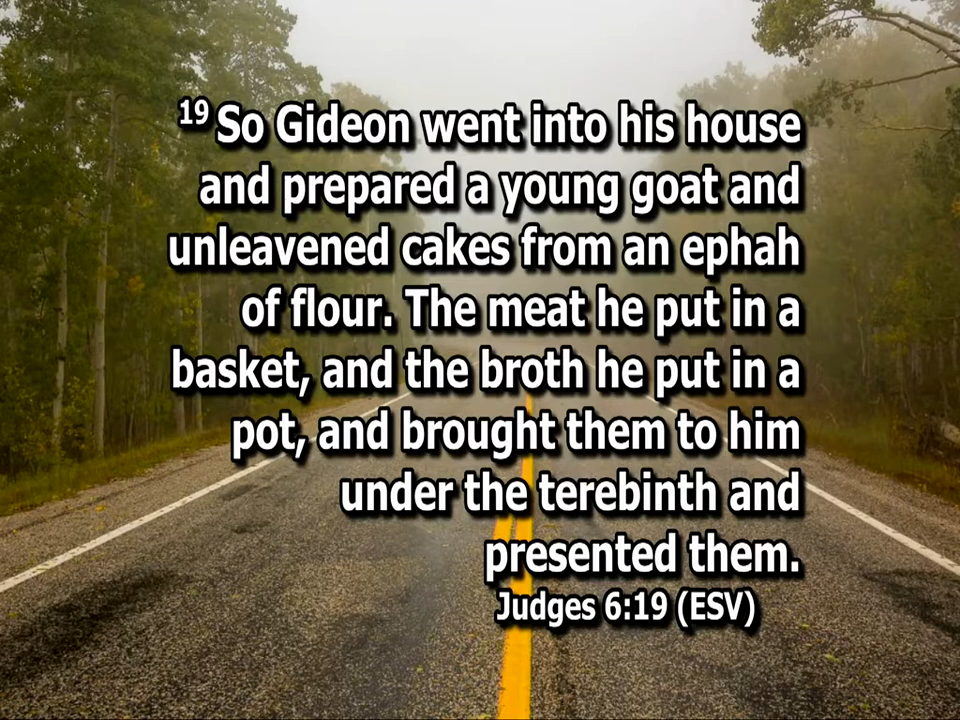 19 So Gideon went into his house
and prepared a young goat and
unleavened cakes from an ephah
of flour. The meat he put in a
basket, and the broth he put in a
pot, and brought them to him
under the terebinth and
presented them.
Judges 6:19 (ESV)